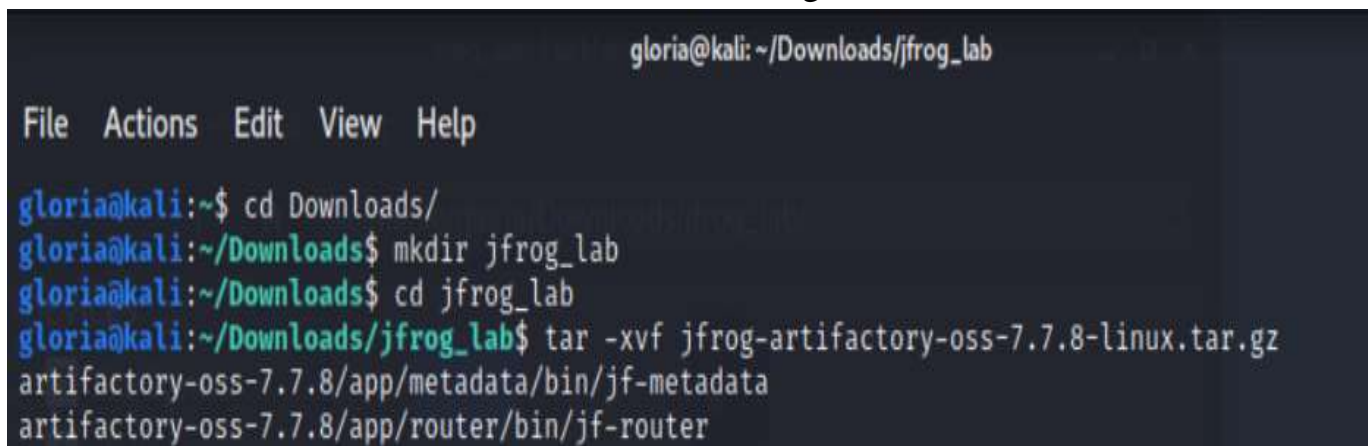 gloria@kali: ~/Downloads/jfrog_lab
File Actions Edit View Help
gloria@kali:~$ cd Downloads/
gloria@kali:~/Downloads$ mkdir jfrog_lab
gloria@kali:~/Downloads$ cd jfrog_lab
gloria@kali:~/Downloads/jfrog_lab$ tar -xvf jfrog-artifactory-oss-7.7.8-linux.tar.gz
artifactory-oss-7.7.8/app/metadata/bin/jf-metadata
artifactory-oss-7.7.8/app/router/bin/jf-router